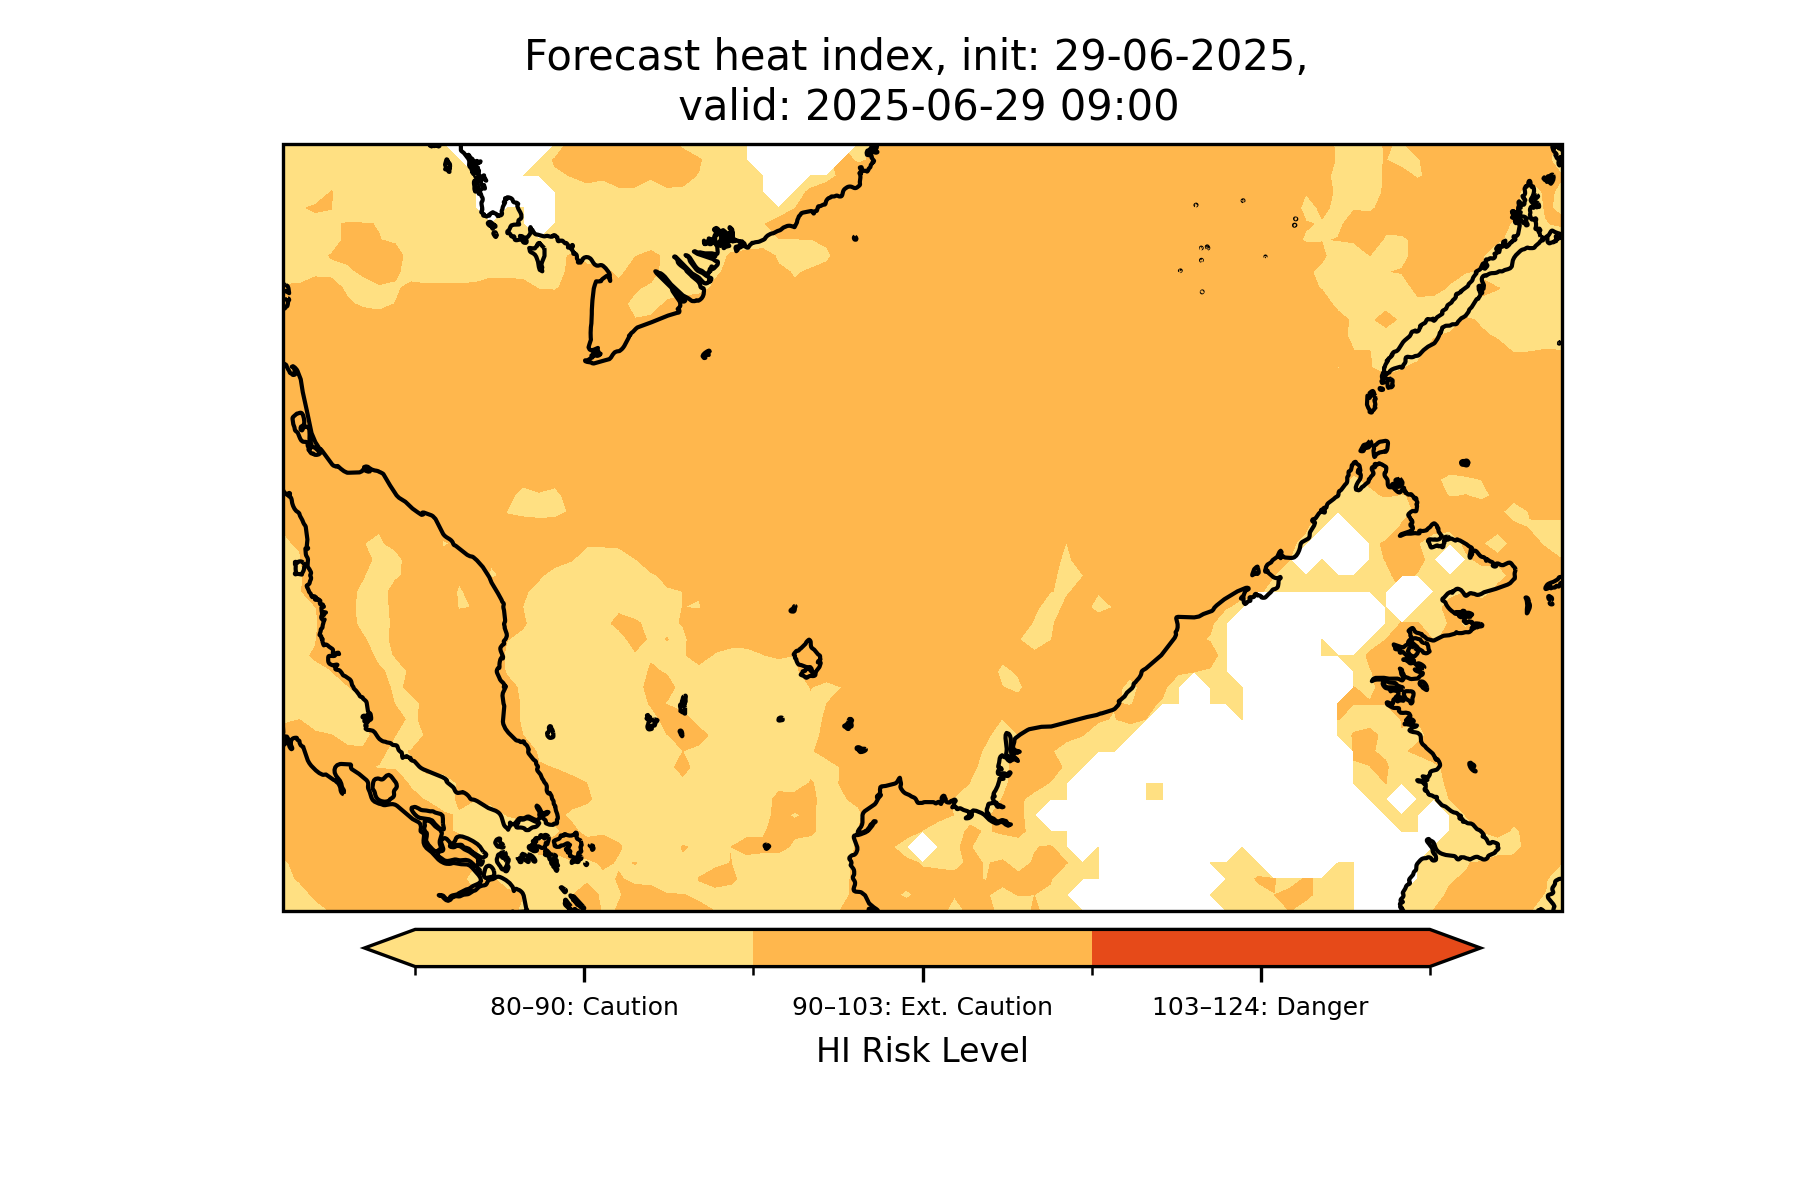 Forecast heat index, init: 29-06-2025,
valid: 2025-06-29 09:00
80–90: Caution
90–103: Ext. Caution
103–124: Danger
HI Risk Level